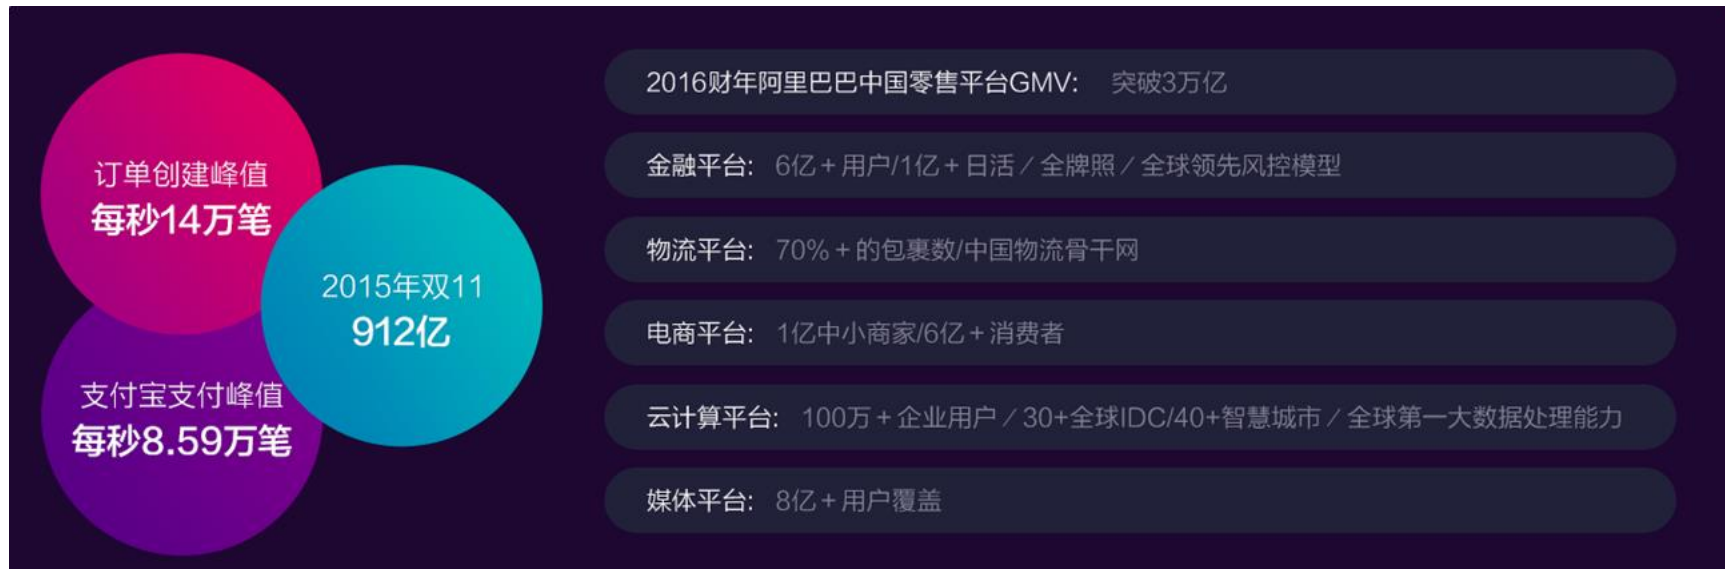 订单创建峰值
每秒14万笔
2015年双11
912亿
支付宝支付峰值
每秒8.59万笔
2016财年阿里巴巴中国零售平台GMV: 突破3万亿
金融平台: 6亿+用户/1亿+日活/全牌照/全球领先风控模型
物流平台: 70%+的包裹数/中国物流骨干网
电商平台: 1亿中小商家/6亿+消费者
云计算平台: 100万+企业用户/30+全球IDC/40+智慧城市/全球第一大数据处理能力
媒体平台: 8亿+用户覆盖